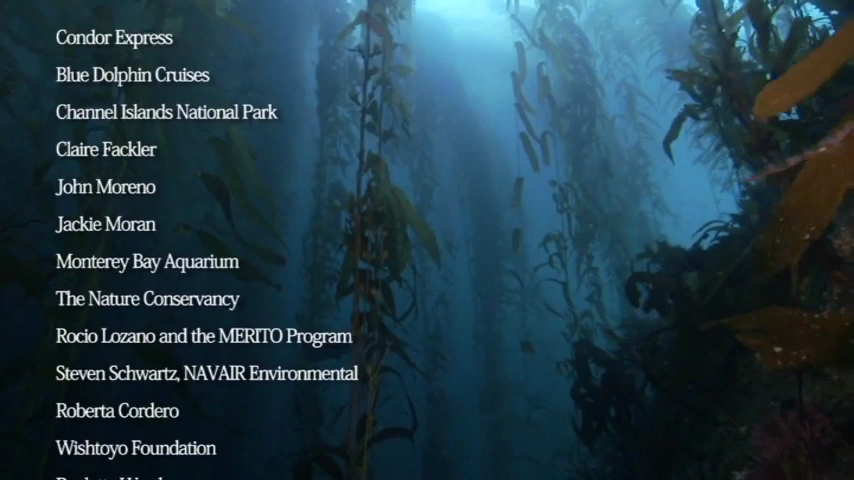 Condor Express
Blue Dolphin Cruises
Channel Islands National Park
Claire Fackler
John Moreno
Jackie Moran
Monterey Bay Aquarium
The Nature Conservancy
Rocio Lozano and the MERITO Program
Steven Schwartz, NAVAIR Environmental
Roberta Cordero
Wishtoyo Foundation